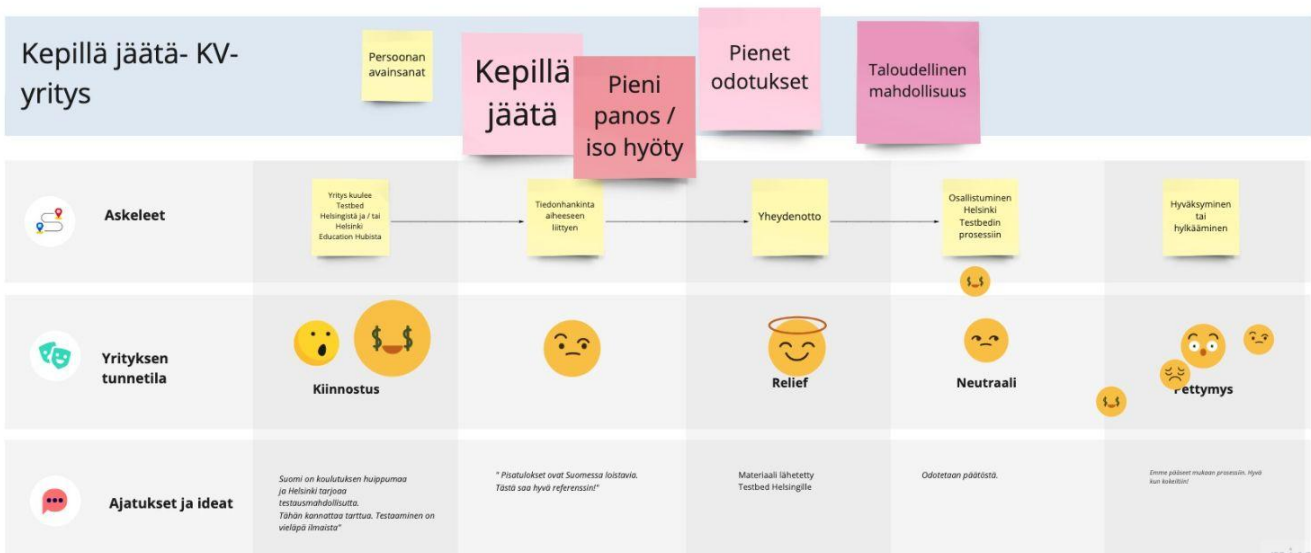 Kepillä jäätä- KV-
yritys
Persoonan
avainsanat
Kepillä
jäätä
Pieni
panos /
iso hyöty
Pienet
odotukset
Taloudellinen
mahdollisuus
Askeleet
Yritys kuulee
Testbed
Helsingistä ja / tai
Helsinki
Education Hubista
Tiedonhankinta
aiheeseen
liittyen
Yheydenotto
Osallistuminen
Helsinki
Testbedin
prosessiin
Hyväksyminen
tai
hylkääminen
Yrityksen
tunnetila
Kiinnostus
Relief
Neutraali
Pettymys
Ajatukset ja ideat
Suomi on koulutuksen huippumaa
ja Helsinki tarjoaa
testausmahdollisutta.
Tähän kannattaa tarttua. Testaaminen on
vieläpä ilmaista"
" Pisatulokset ovat Suomessa loistavia.
Tästä saa hyvä referenssin!"
Materiaali lähetetty
Testbed Helsingille
Odotetaan päätöstä.
Emme pääseet mukaan prosessiin. Hyvä
kun kokeiltiin!